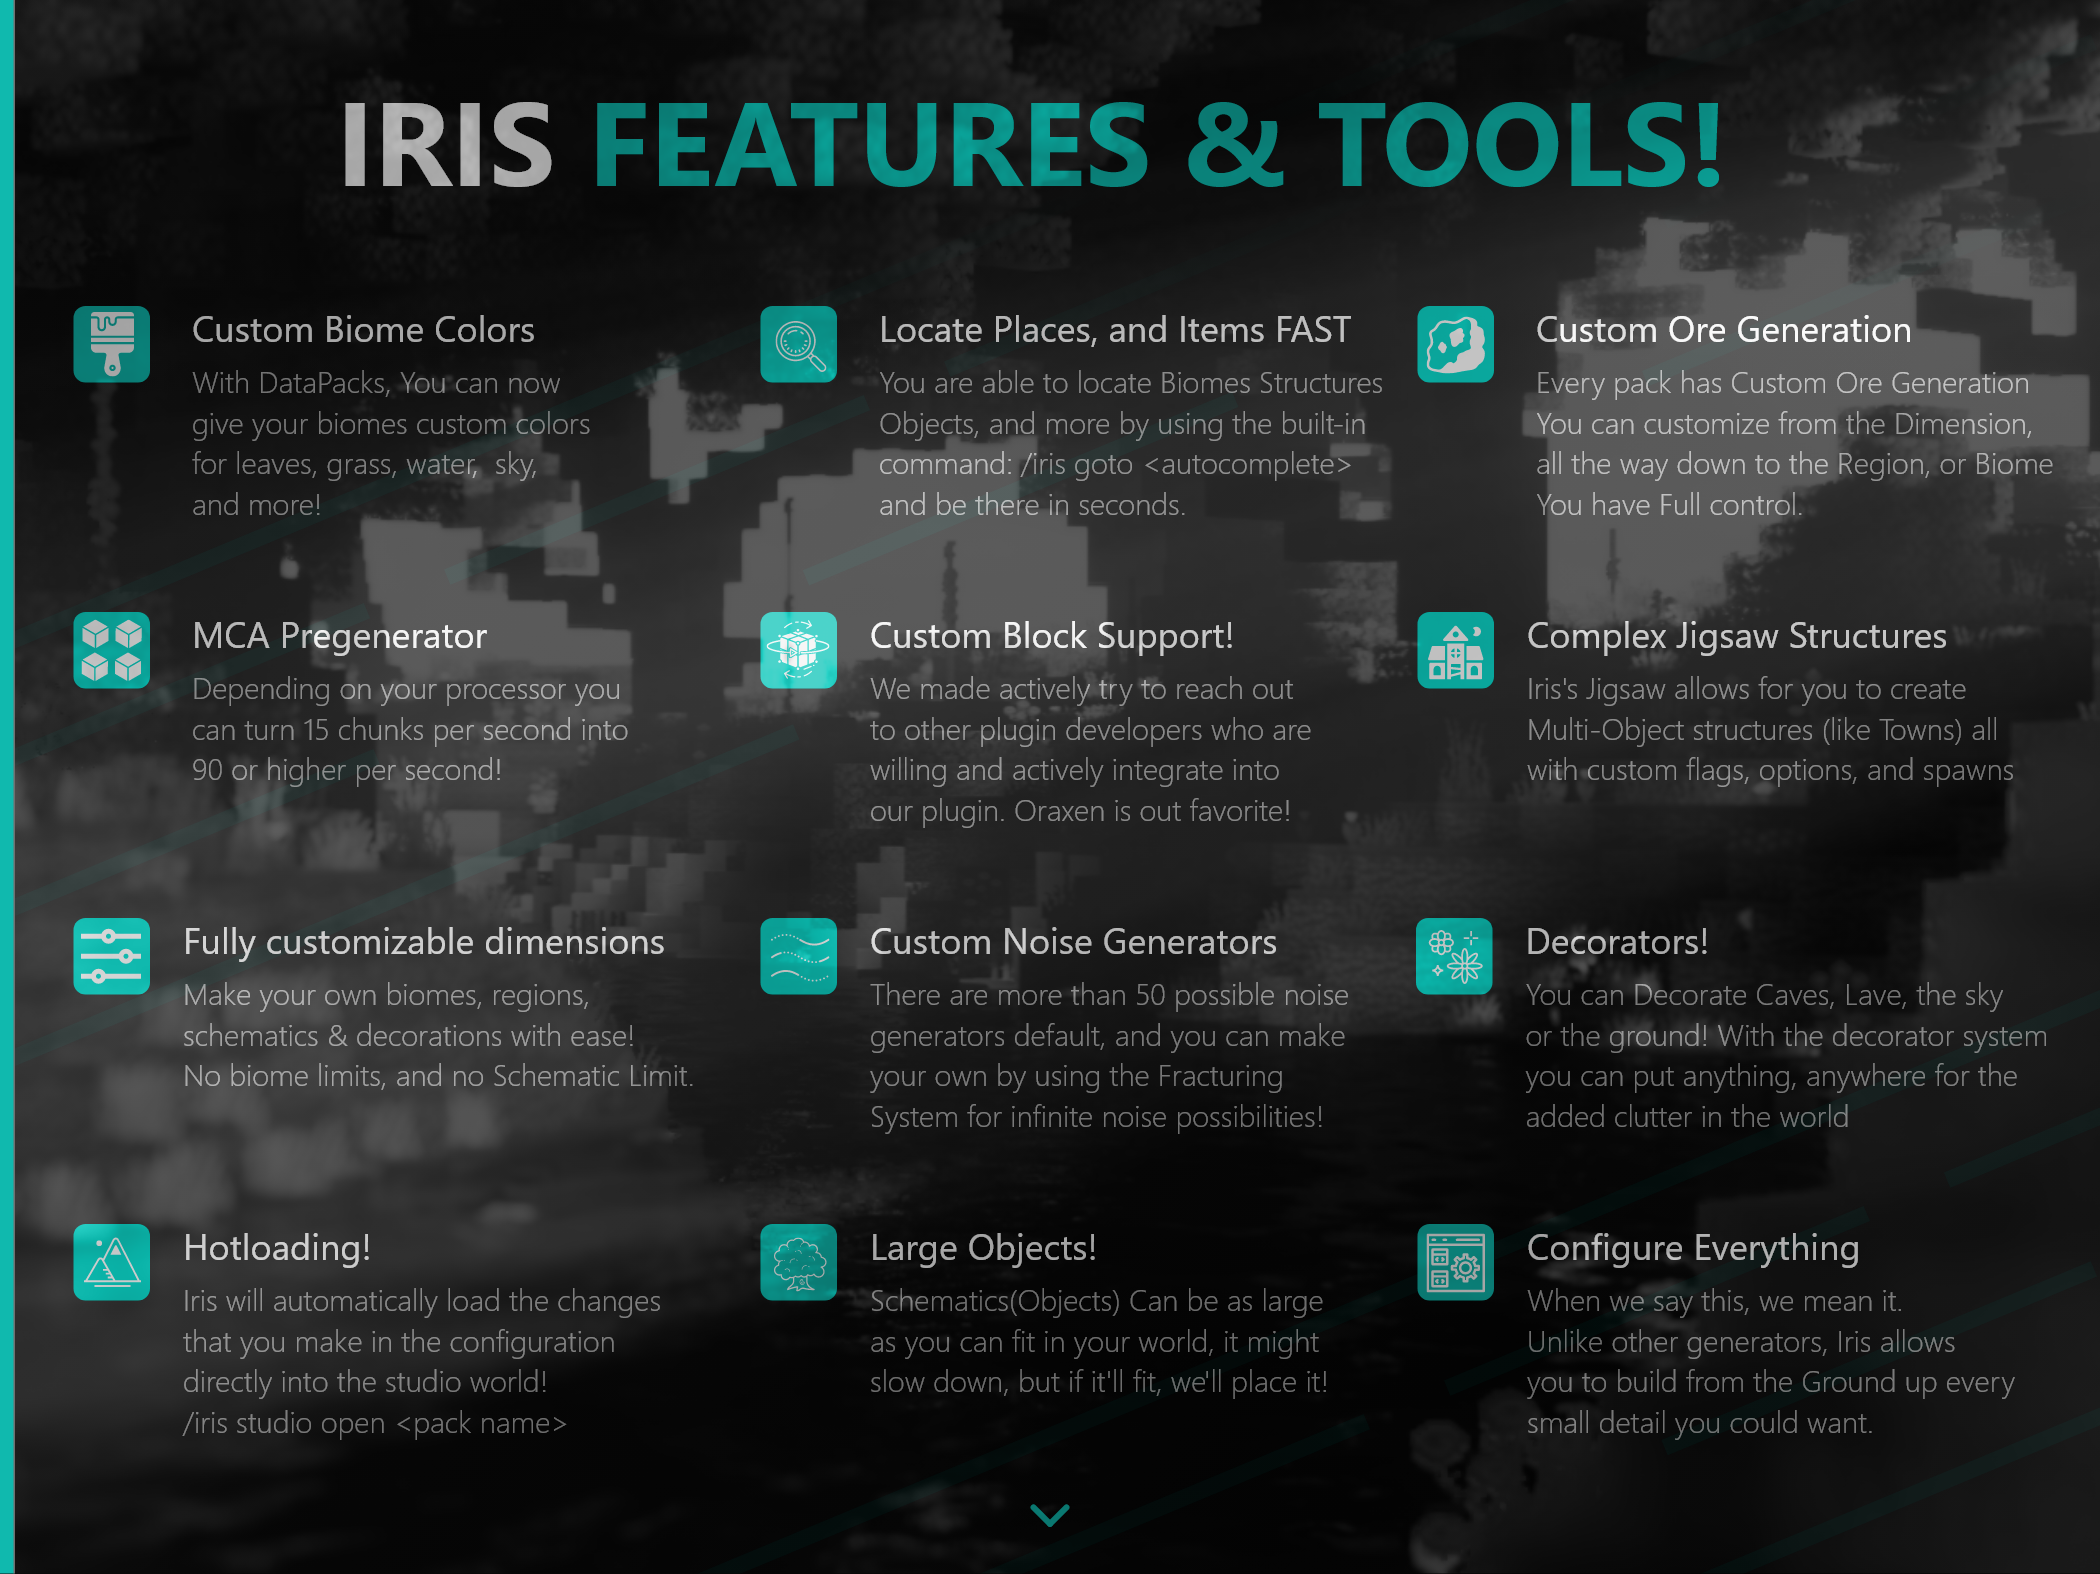 IRIS FEATURES & TOOLS!
Custom Biome Colors
With DataPacks, You can now
give your biomes custom colors
for leaves, grass, water,  sky,
and more!
Locate Places, and Items FAST
You are able to locate Biomes Structures
Objects, and more by using the built-in
command: /iris goto <autocomplete>
and be there in seconds.
Custom Ore Generation
Every pack has Custom Ore Generation
You can customize from the Dimension,
all the way down to the Region, or Biome
You have Full control.
MCA Pregenerator
Depending on your processor you
can turn 15 chunks per second into
90 or higher per second!
Custom Block Support!
We made actively try to reach out
to other plugin developers who are
willing and actively integrate into
our plugin. Oraxen is out favorite!
Complex Jigsaw Structures
Iris's Jigsaw allows for you to create
Multi-Object structures (like Towns) all
with custom flags, options, and spawns
Fully customizable dimensions
Make your own biomes, regions,
schematics & decorations with ease!
No biome limits, and no Schematic Limit.
Custom Noise Generators
There are more than 50 possible noise
generators default, and you can make
your own by using the Fracturing
System for infinite noise possibilities!
Decorators!
You can Decorate Caves, Lave, the sky
or the ground! With the decorator system
you can put anything, anywhere for the
added clutter in the world
Hotloading!
Iris will automatically load the changes
that you make in the configuration
directly into the studio world!
/iris studio open <pack name>
Large Objects!
Schematics(Objects) Can be as large
as you can fit in your world, it might
slow down, but if it'll fit, we'll place it!
Configure Everything
When we say this, we mean it.
Unlike other generators, Iris allows
you to build from the Ground up every
small detail you could want.